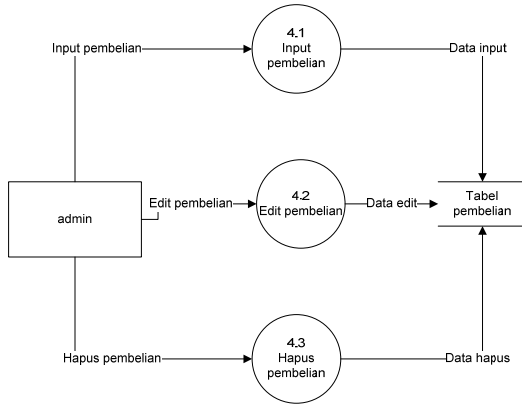 4.1
Input pembelian
Input
pembelian
Data input
admin
Edit pembelian
4.2
Edit pembelian
Data edit
Tabel
pembelian
4.3
Hapus pembelian
Hapus
pembelian
Data hapus